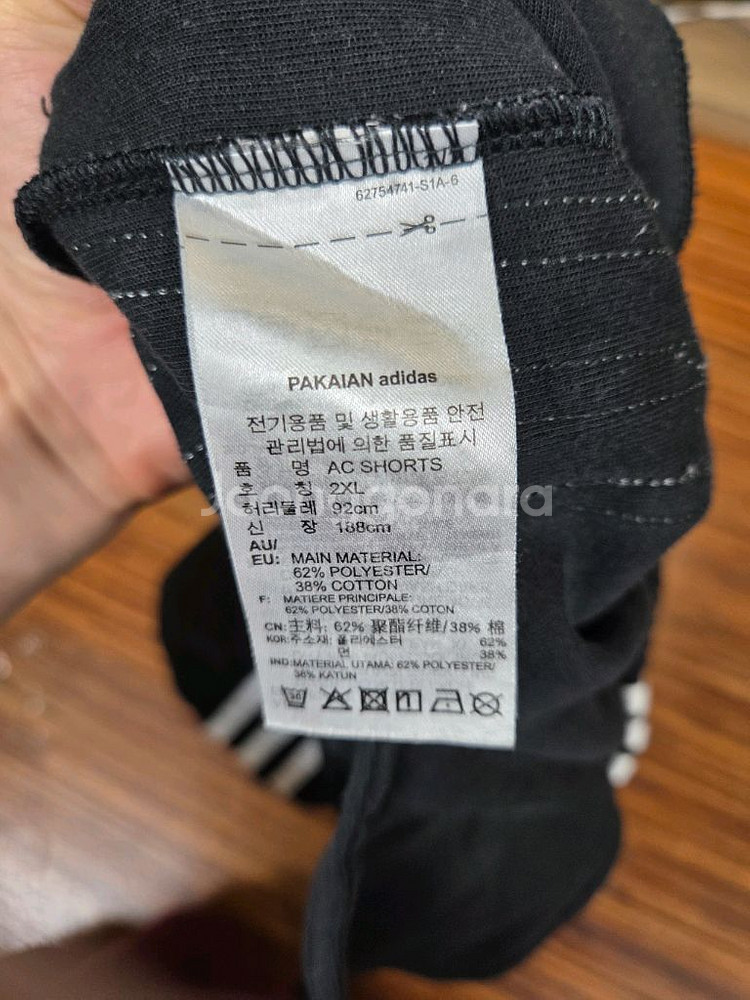 62754741-S1A-6
PAKAIAN adidas
전기용품 및 생활용품 안전
관리법에 의한 품질표시
품 명 AC SHORTS
호 칭 2XL
허리둘레 92cm
신 장 188cm
AU/
EU: MAIN MATERIAL:
62% POLYESTER/
38% COTTON
F: MATIERE PRINCIPALE:
62% POLYESTER/38% COTON
CN: 主料: 62% 聚酯纤维/38% 棉
KOR: 주소재: 폴리에스터 62%
면 38%
IND: MATERIAL UTAMA: 62% POLYESTER/
38% KATUN
30